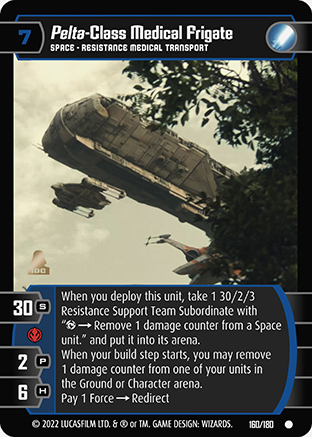 7
Pelta-Class Medical Frigate
SPACE - RESISTANCE MEDICAL TRANSPORT
30 S
2 P
6 H
When you deploy this unit, take 1 30/2/3
Resistance Support Team Subordinate with
“ → Remove 1 damage counter from a Space
unit.” and put it into its arena.
When your build step starts, you may remove
1 damage counter from one of your units in
the Ground or Character arena.
Pay 1 Force → Redirect
© 2022 LUCASFILM LTD. & ® or TM. GAME DESIGN: WIZARDS.
160/180